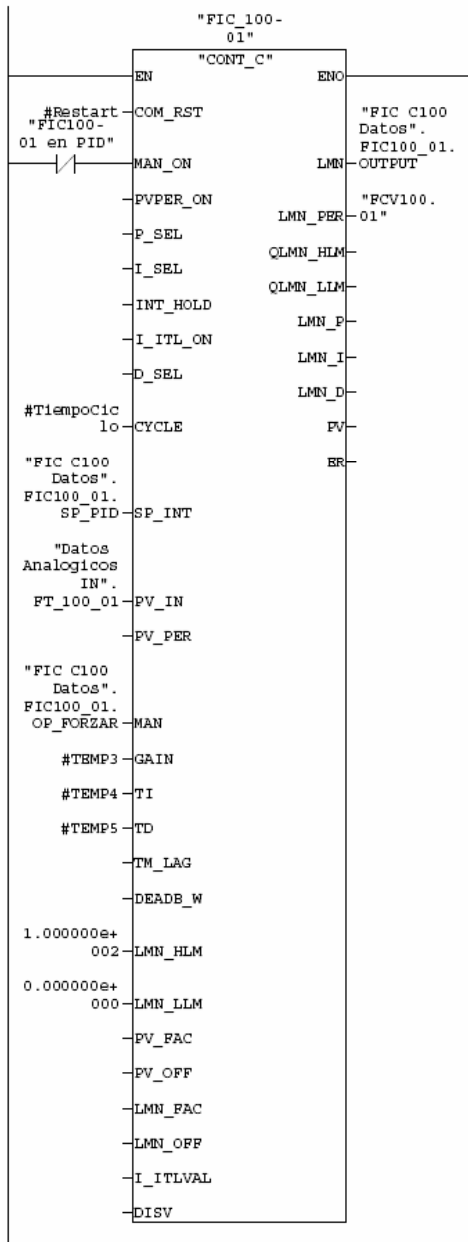 "FIC_100-
01"
"CONT_C"
EN ENO
#Restart COM_RST
"FIC100-
01 en PID"
MAN_ON
"FIC C100
Datos".
FIC100_01.
LMN OUTPUT
PVPER_ON
"FCV100.
LMN_PER 01"
P_SEL
QLMN_HLM
I_SEL
QLMN_LLM
INT_HOLD
LMN_P
I_ITL_ON
LMN_I
D_SEL
LMN_D
#TiempoCic
lo CYCLE
PV
ER
"FIC C100
Datos".
FIC100_01.
SP_PID SP_INT
"Datos
Analogicos
IN".
FT_100_01 PV_IN
PV_PER
"FIC C100
Datos".
FIC100_01.
OP_FORZAR MAN
#TEMP3 GAIN
#TEMP4 TI
#TEMP5 TD
TM_LAG
DEADB_W
1.000000e+
002 LMN_HLM
0.000000e+
000 LMN_LLM
PV_FAC
PV_OFF
LMN_FAC
LMN_OFF
I_ITLVAL
DISV